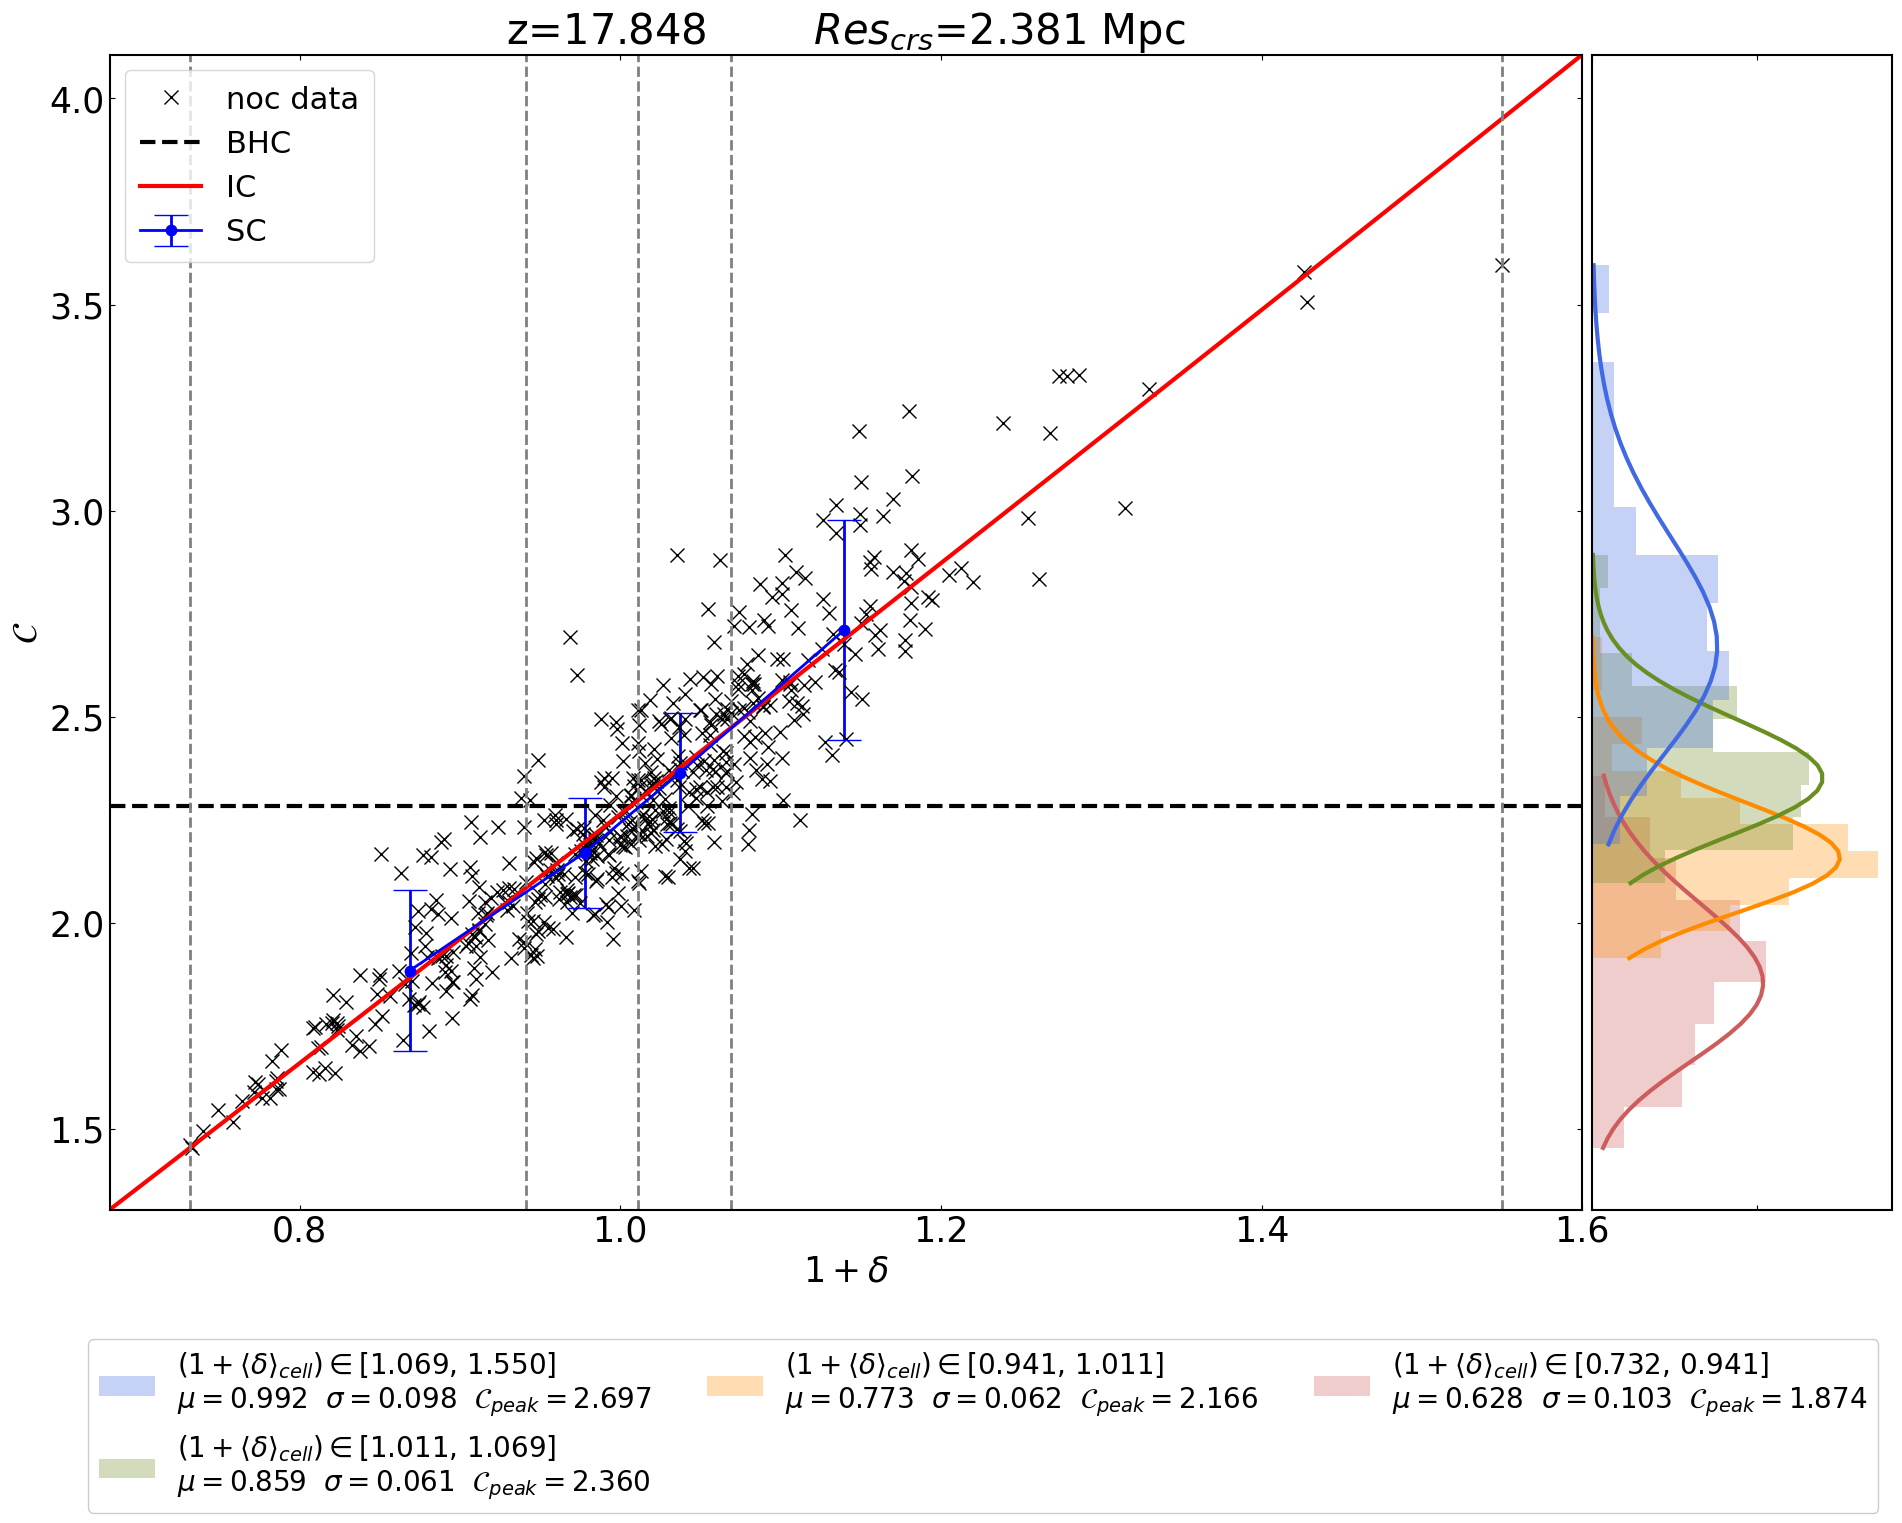 z=17.848 Res_crs=2.381 Mpc
noc data
BHC
IC
SC
4.0
3.5
3.0
2.5
2.0
1.5
𝒞
0.8 1.0 1.2 1.4 1.6
1 + δ
(1 + ⟨δ⟩_cell) ∈ [1.069, 1.550]
μ = 0.992 σ = 0.098 𝒞_peak = 2.697
(1 + ⟨δ⟩_cell) ∈ [1.011, 1.069]
μ = 0.859 σ = 0.061 𝒞_peak = 2.360
(1 + ⟨δ⟩_cell) ∈ [0.941, 1.011]
μ = 0.773 σ = 0.062 𝒞_peak = 2.166
(1 + ⟨δ⟩_cell) ∈ [0.732, 0.941]
μ = 0.628 σ = 0.103 𝒞_peak = 1.874